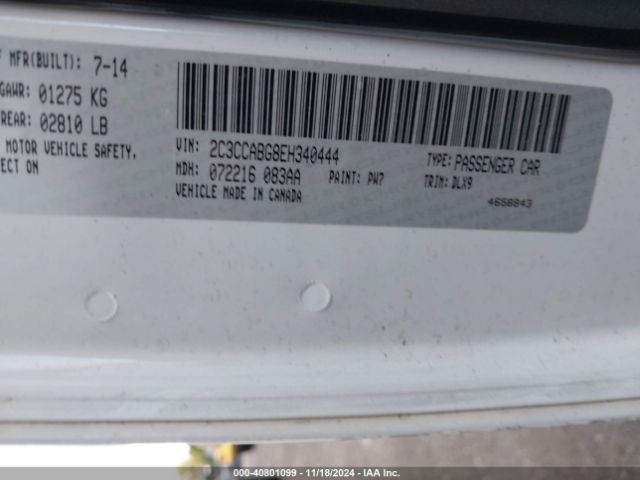 MFR(BUILT): 7-14
GAWR: 01275 KG
REAR: 02810 LB
MOTOR VEHICLE SAFETY,
ECT ON
VIN: 2C3CCABG8EH340444
TYPE: PASSENGER CAR
MDH: 072216 083AA
PAINT: PW7
TRIM: DLX9
VEHICLE MADE IN CANADA
4656843
000-40801099 | 11/18/2024 - IAA Inc.